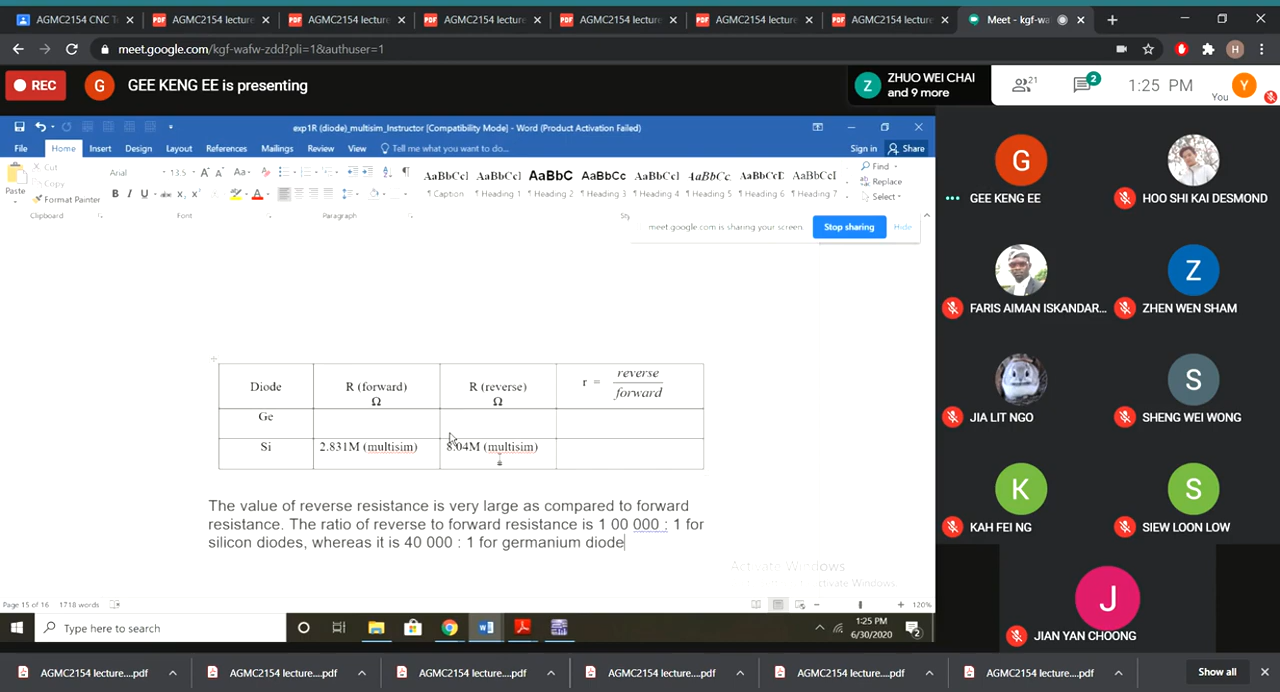 AGMC2154 CNC T
AGMC2154 lecture
AGMC2154 lecture
AGMC2154 lecture
AGMC2154 lecture
AGMC2154 lecture
AGMC2154 lecture
Meet - kgf-wa
meet.google.com/kgf-wafw-zdd?pli=1&authuser=1
H
REC
G
GEE KENG EE is presenting
Z
ZHUO WEI CHAI
and 9 more
21
2
1:25 PM
You
Y
exp1R (diode)_multisim_Instructor [Compatibility Mode] - Word (Product Activation Failed)
File Home Insert Design Layout References Mailings Review View Tell me what you want to do... Sign in Share
Paste
Cut
Copy
Format Painter
Clipboard
Arial 13.5
Font
Paragraph
AaBbCcI AaBbCcI AaBbC AaBbCc AaBbCcI AaBbCcI AaBbCcD AaBbCcI
Caption Heading 1 Heading 2 Heading 3 Heading 4 Heading 5 Heading 6 Heading 7
Find
Replace
Select
meet.google.com is sharing your screen. Stop sharing Hide
Diode R (forward) Ω R (reverse) Ω r = reverse / forward
Ge
Si 2.831M (multisim) 8.04M (multisim)
The value of reverse resistance is very large as compared to forward
resistance. The ratio of reverse to forward resistance is 1 00 000 : 1 for
silicon diodes, whereas it is 40 000 : 1 for germanium diode
Activate Windows
Page 15 of 16 1718 words
120%
Type here to search
1:25 PM
6/30/2020
2
G
GEE KENG EE
HOO SHI KAI DESMOND
FARIS AIMAN ISKANDAR...
Z
ZHEN WEN SHAM
JIA LIT NGO
S
SHENG WEI WONG
K
KAH FEI NG
S
SIEW LOON LOW
J
JIAN YAN CHOONG
AGMC2154 lecture....pdf
AGMC2154 lecture....pdf
AGMC2154 lecture....pdf
AGMC2154 lecture....pdf
AGMC2154 lecture....pdf
AGMC2154 lecture....pdf
Show all